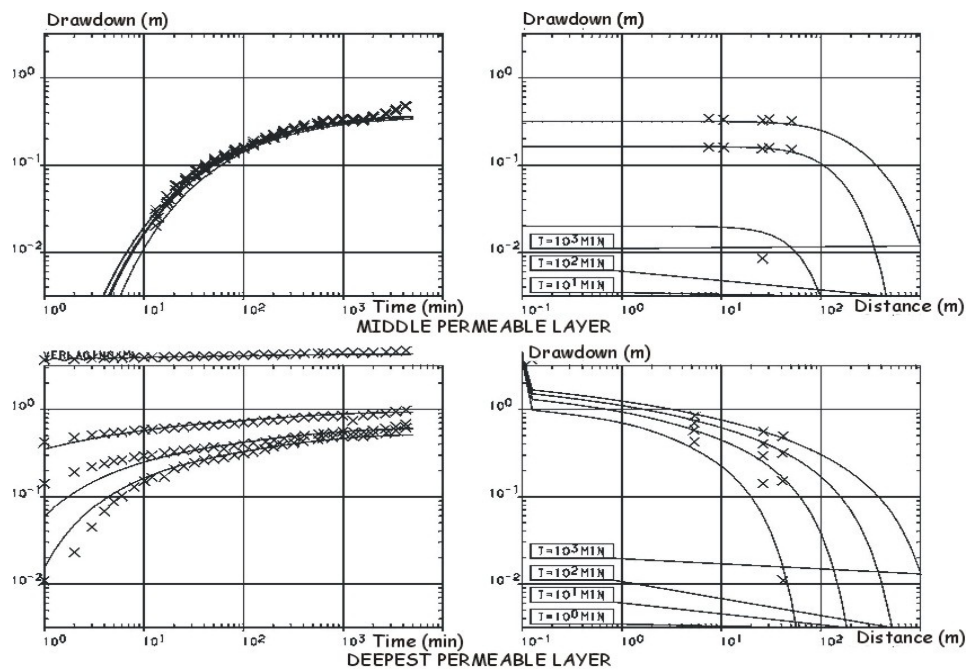 Drawdown (m)
Drawdown (m)
10⁰
10⁻¹
10⁻²
10⁰
10¹
10²
10³
Time (min)
10⁰
10⁻¹
10⁻²
T=10³MIN
T=10²MIN
T=10¹MIN
10⁻¹
10⁰
10¹
10²
Distance (m)
MIDDLE PERMEABLE LAYER
Drawdown (m)
10⁰
10⁻¹
10⁻²
10⁰
10¹
10²
10³
Time (min)
10⁰
10⁻¹
10⁻²
T=10³MIN
T=10²MIN
T=10¹MIN
T=10⁰MIN
10⁻¹
10⁰
10¹
10²
Distance (m)
DEEPEST PERMEABLE LAYER